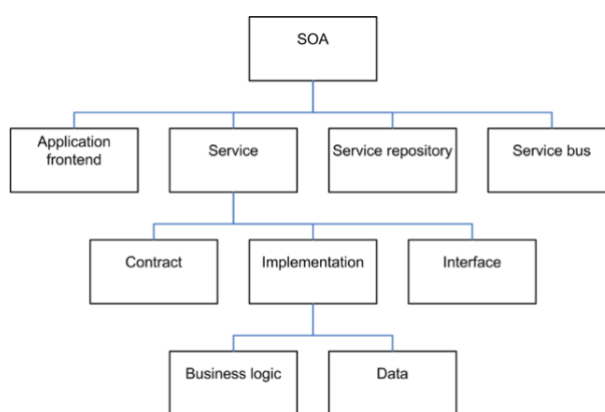 SOA
Application
frontend
Service
Service repository
Service bus
Contract
Implementation
Interface
Business logic
Data